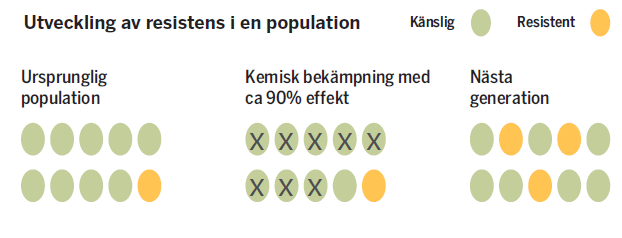 Utveckling av resistens i en population
Känslig
Resistent
Ursprunglig
population
Kemisk bekämpning med
ca 90% effekt
Nästa
generation
X X X X X
X X X